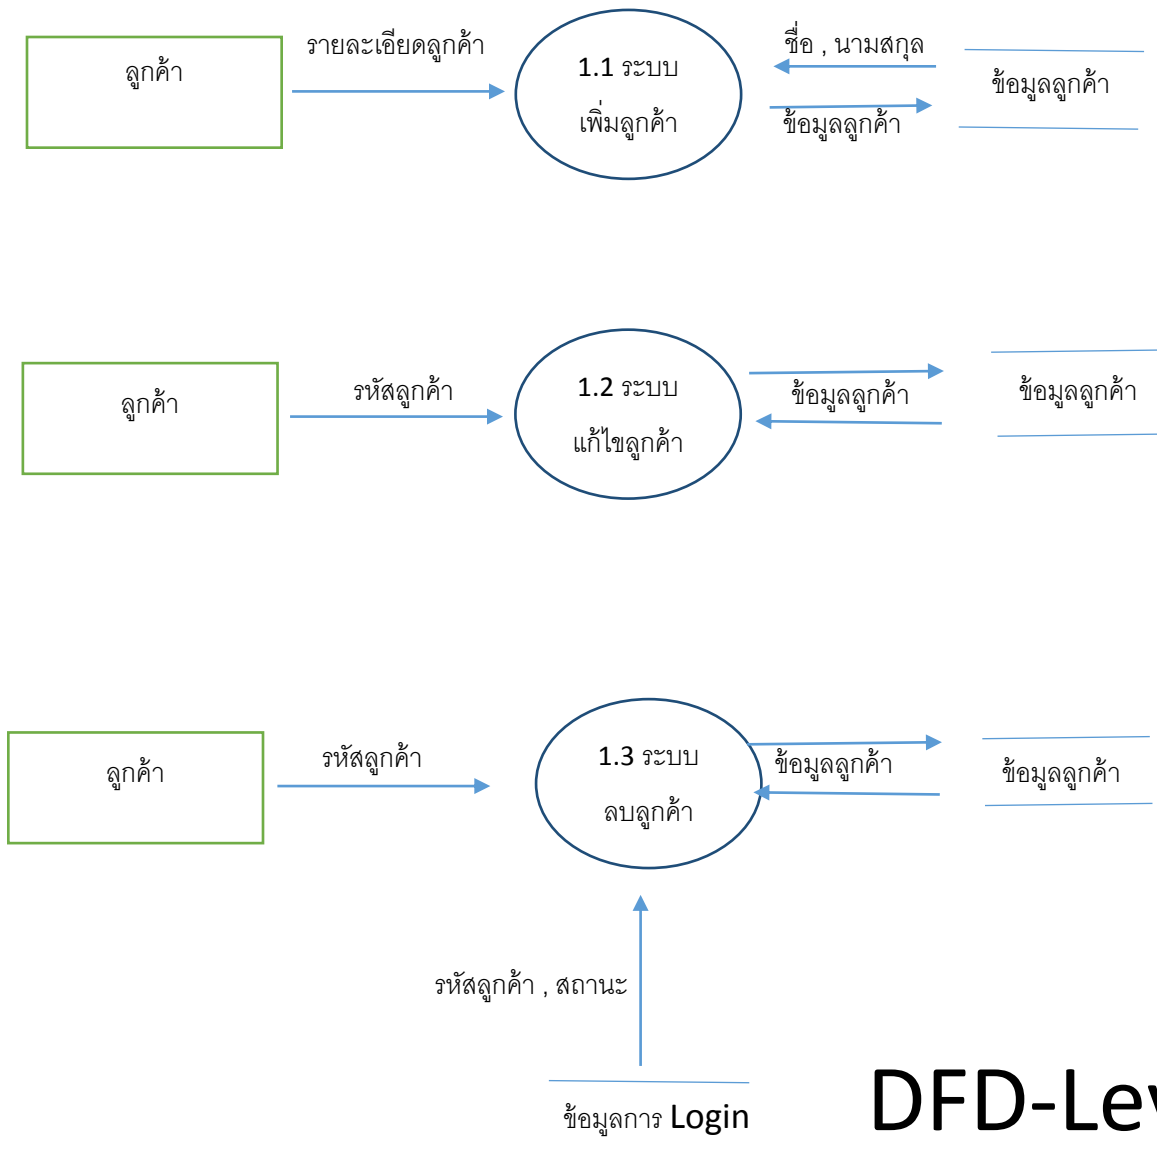 ลูกค้า
รายละเอียดลูกค้า
1.1 ระบบ
เพิ่มลูกค้า
ชื่อ , นามสกุล
ข้อมูลลูกค้า
ข้อมูลลูกค้า
ลูกค้า
รหัสลูกค้า
1.2 ระบบ
แก้ไขลูกค้า
ข้อมูลลูกค้า
ข้อมูลลูกค้า
ลูกค้า
รหัสลูกค้า
1.3 ระบบ
ลบลูกค้า
ข้อมูลลูกค้า
ข้อมูลลูกค้า
รหัสลูกค้า , สถานะ
ข้อมูลการ Login
DFD-Lev